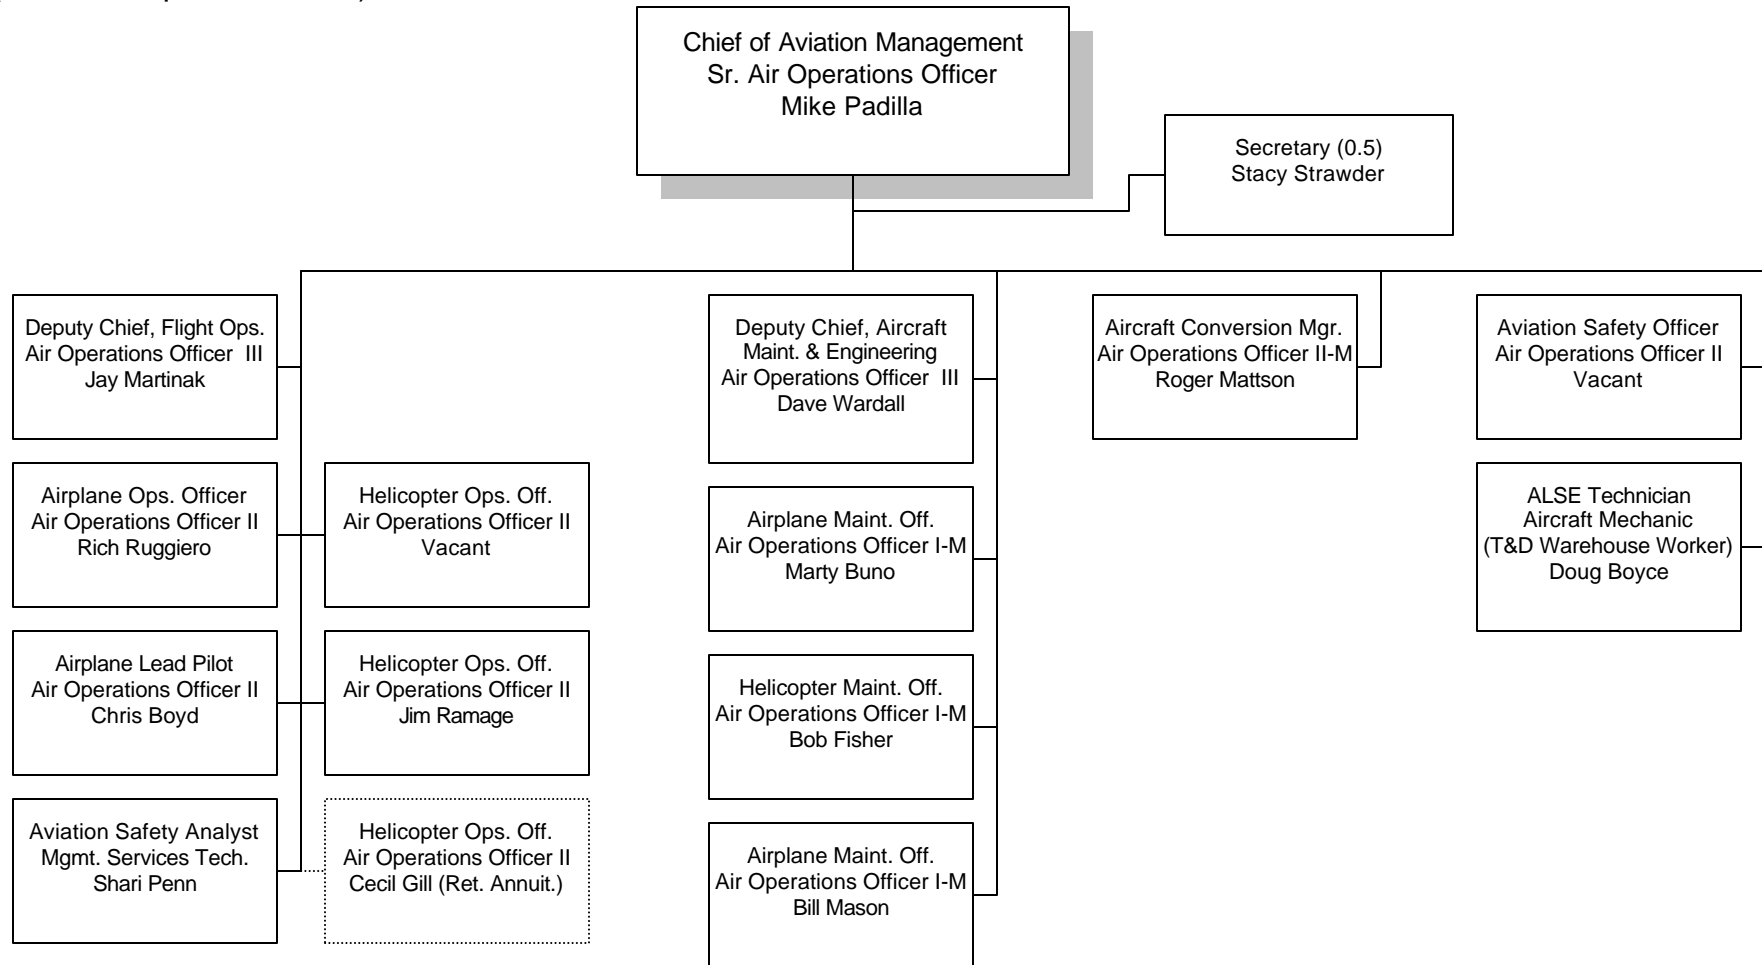 Chief of Aviation Management
Sr. Air Operations Officer
Mike Padilla
Secretary (0.5)
Stacy Strawder
Deputy Chief, Flight Ops.
Air Operations Officer III
Jay Martinak
Deputy Chief, Aircraft
Maint. & Engineering
Air Operations Officer III
Dave Wardall
Aircraft Conversion Mgr.
Air Operations Officer II-M
Roger Mattson
Aviation Safety Officer
Air Operations Officer II
Vacant
Airplane Ops. Officer
Air Operations Officer II
Rich Ruggiero
Helicopter Ops. Off.
Air Operations Officer II
Vacant
Airplane Maint. Off.
Air Operations Officer I-M
Marty Buno
ALSE Technician
Aircraft Mechanic
(T&D Warehouse Worker)
Doug Boyce
Airplane Lead Pilot
Air Operations Officer II
Chris Boyd
Helicopter Ops. Off.
Air Operations Officer II
Jim Ramage
Helicopter Maint. Off.
Air Operations Officer I-M
Bob Fisher
Aviation Safety Analyst
Mgmt. Services Tech.
Shari Penn
Helicopter Ops. Off.
Air Operations Officer II
Cecil Gill (Ret. Annuit.)
Airplane Maint. Off.
Air Operations Officer I-M
Bill Mason